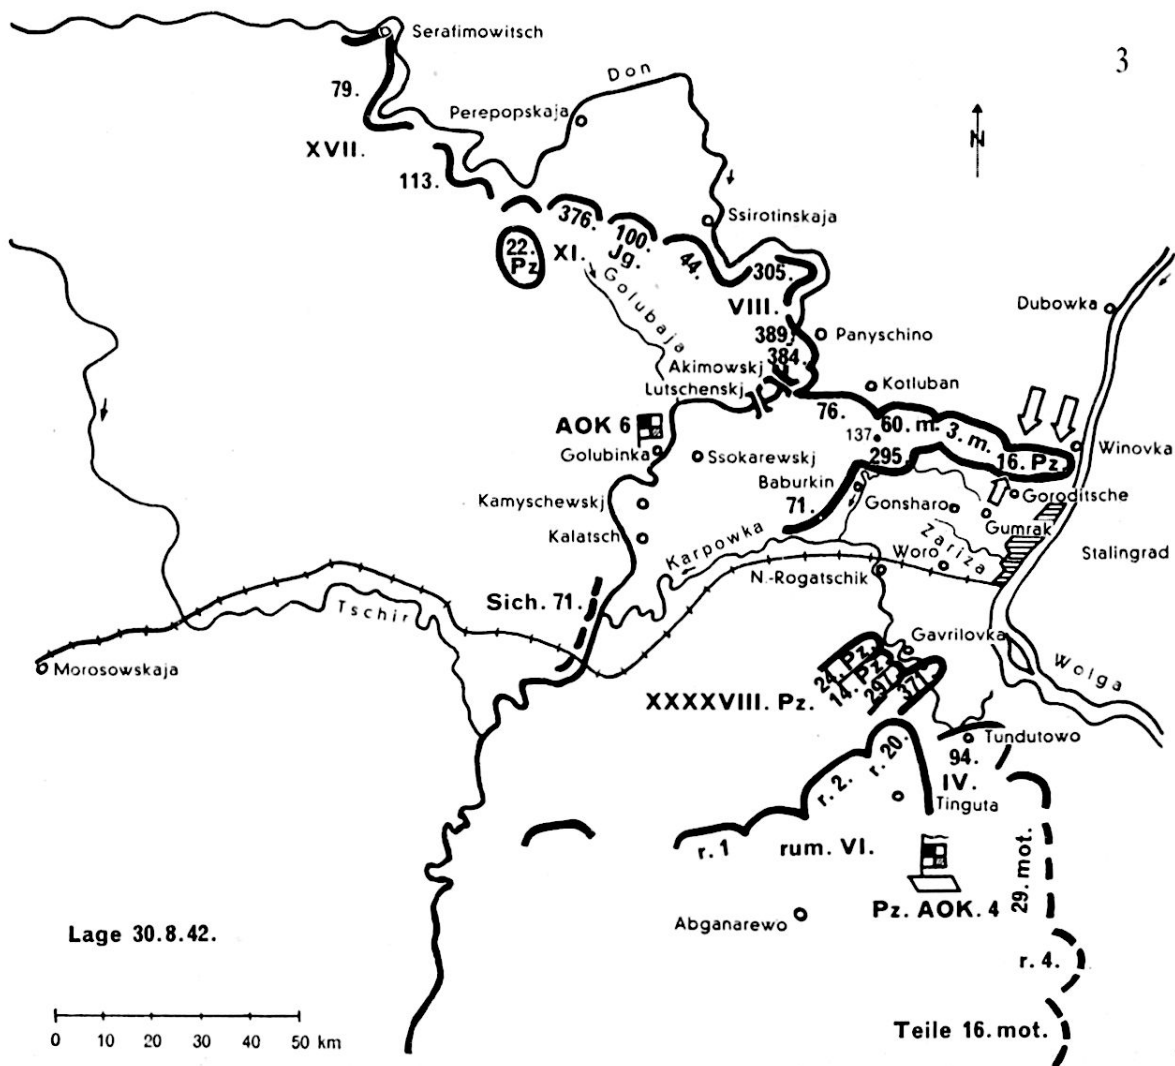 3
Serafimowitsch
Don
79.
Perepopskaja
N
XVII.
113.
Ssirotinskaja
376.
100. Jg.
22. Pz
XI.
44.
305.
Golubaja
VIII.
Dubowka
389.
Panyschino
384.
Akimowskj
Lutschenskj
Kotluban
76.
AOK 6
60. m.
3. m.
137.
Golubinka
Ssokarewskj
295.
16. Pz.
Winovka
Baburkin
Goroditsche
Kamyschewskj
71.
Gonsharo
Gumrak
Kalatsch
Karpowka
Zariza
Stalingrad
Woro
N.-Rogatschik
Sich. 71.
Tschir
Gavrilovka
Morosowskaja
24. Pz.
14. Pz.
297.
371.
Wolga
XXXXVIII. Pz.
Tundutowo
94.
r. 20.
r. 2.
IV.
Tinguta
r. 1
rum. VI.
29. mot.
Pz. AOK. 4
Abganarewo
Lage 30.8.42.
r. 4.
Teile 16. mot.
0 10 20 30 40 50 km